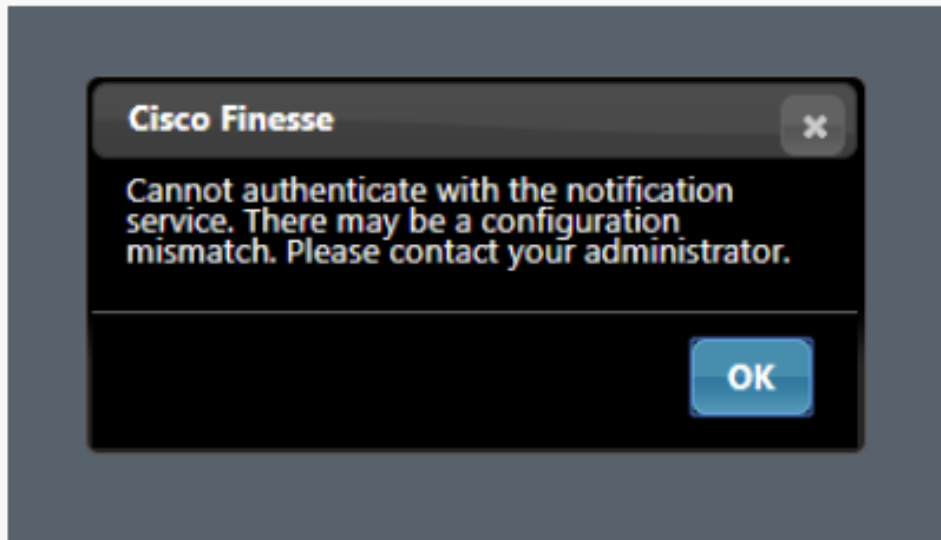 Cisco Finesse
Cannot authenticate with the notification
service. There may be a configuration
mismatch. Please contact your administrator.
OK